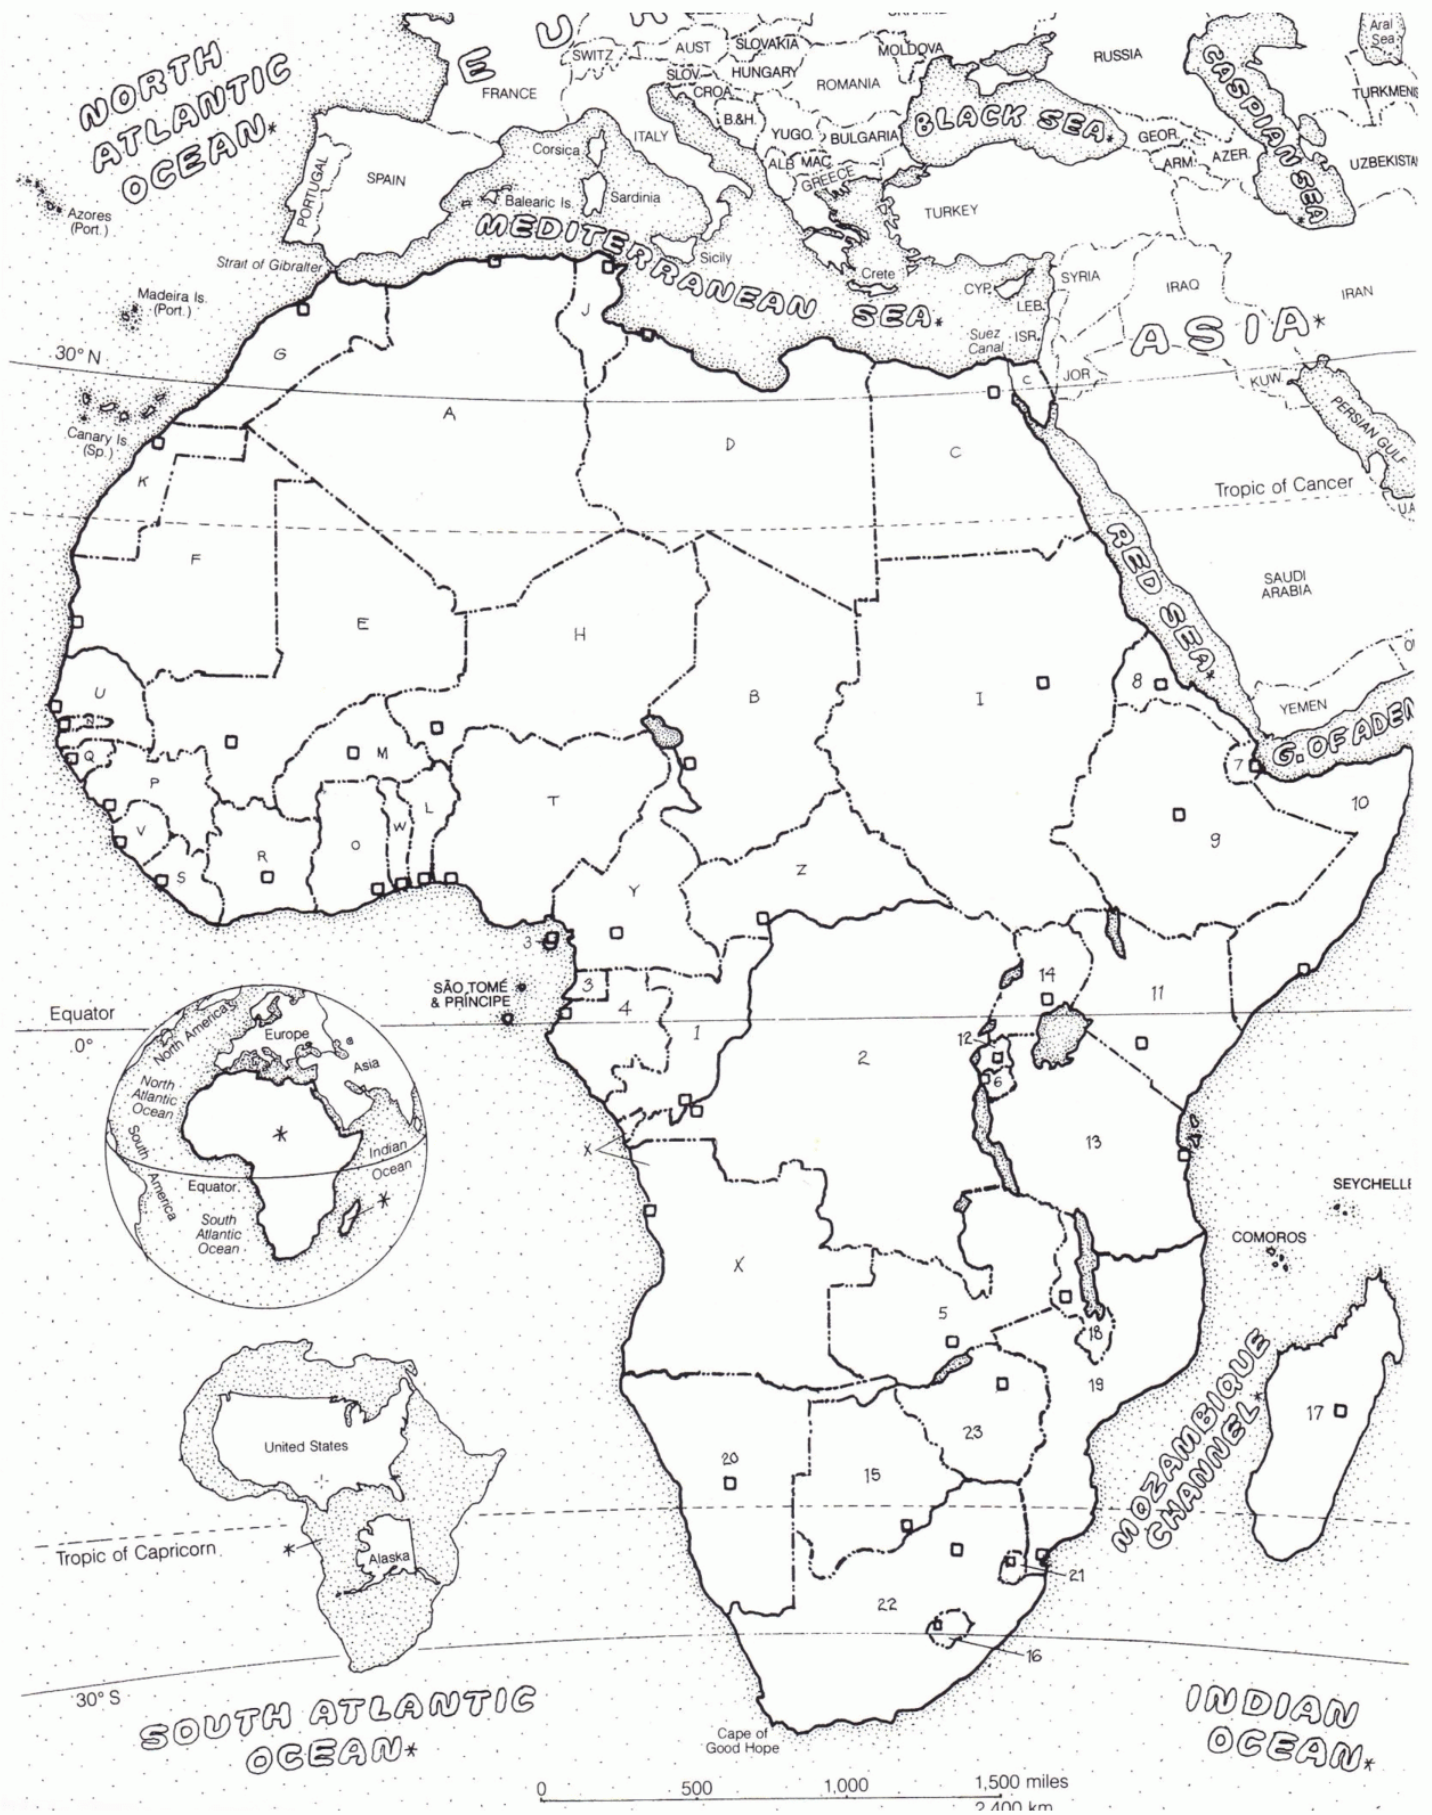 NORTH
ATLANTIC
OCEAN*
E
U
SWITZ
AUST
SLOVAKIA
MOLDOVA
RUSSIA
Aral
Sea
FRANCE
SLOV.
HUNGARY
CROA.
ROMANIA
CASPIAN SEA*
B.&H.
YUGO.
BULGARIA
BLACK SEA*
GEOR.
ARM.
AZER.
Corsica
ITALY
ALB
MAC.
GREECE
PORTUGAL
SPAIN
Balearic Is.
Sardinia
TURKEY
Azores
(Port.)
MEDITERRANEAN SEA*
Sicily
Strait of Gibralter
Crete
CYP.
SYRIA
IRAQ
IRAN
LEB.
Madeira Is.
(Port.)
J
Suez
Canal
ISR.
ASIA*
30° N
G
C
JOR
KUW.
A
PERSIAN GULF
Canary Is.
(Sp.)
D
C
K
Tropic of Cancer
RED SEA*
F
SAUDI
ARABIA
E
H
U
B
I
8
YEMEN
N
G. OF ADEN
Q
M
7
P
T
10
V
L
W
O
R
9
S
Z
Y
3
SÃO TOMÉ
& PRÍNCIPE
3
14
11
4
Equator
0°
1
12
2
6
North America
Europe
Asia
North
Atlantic
Ocean
*
South
America
Indian
Ocean
Equator
*
South
Atlantic
Ocean
X
13
SEYCHELL
COMOROS
X
5
18
19
MOZAMBIQUE
CHANNEL*
17
United States
20
23
15
Tropic of Capricorn
*
Alaska
21
22
16
30° S
SOUTH ATLANTIC
OCEAN*
INDIAN
OCEAN*
Cape of
Good Hope
0 500 1,000 1,500 miles
2,400 km